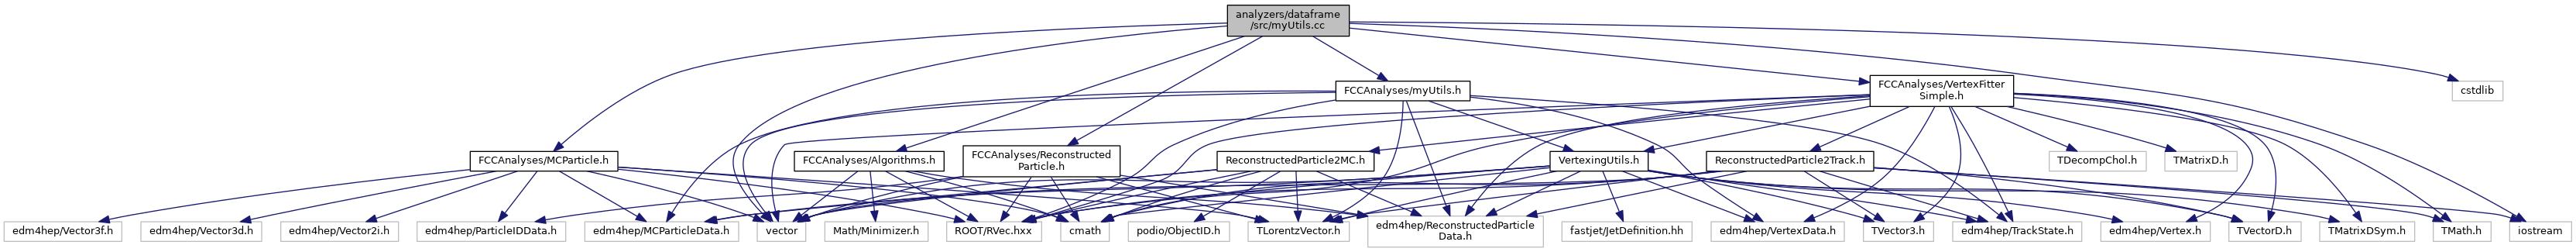 analyzers/dataframe
/src/myUtils.cc
FCCAnalyses/myUtils.h
FCCAnalyses/VertexFitter
Simple.h
cstdlib
FCCAnalyses/MCParticle.h
FCCAnalyses/Algorithms.h
FCCAnalyses/Reconstructed
Particle.h
ReconstructedParticle2MC.h
VertexingUtils.h
ReconstructedParticle2Track.h
TDecompChol.h
TMatrixD.h
edm4hep/Vector3f.h
edm4hep/Vector3d.h
edm4hep/Vector2i.h
edm4hep/ParticleIDData.h
edm4hep/MCParticleData.h
vector
Math/Minimizer.h
ROOT/RVec.hxx
cmath
podio/ObjectID.h
TLorentzVector.h
edm4hep/ReconstructedParticle
Data.h
fastjet/JetDefinition.hh
edm4hep/VertexData.h
TVector3.h
edm4hep/TrackState.h
edm4hep/Vertex.h
TVectorD.h
TMatrixDSym.h
TMath.h
iostream